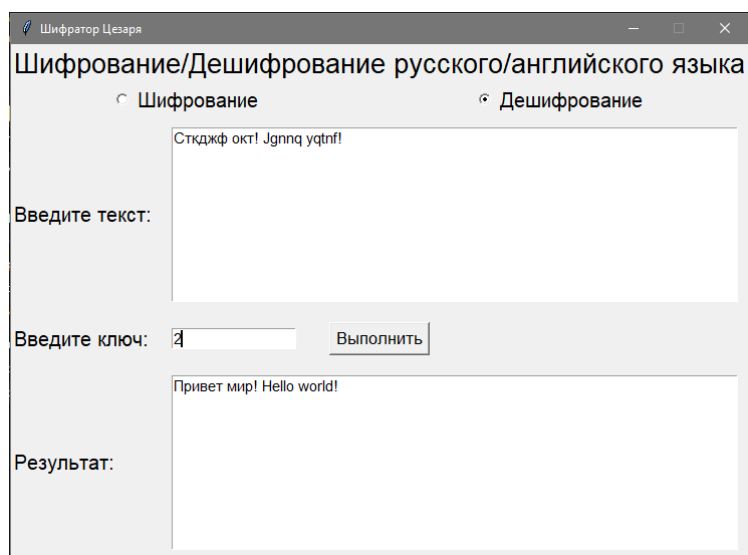 Шифратор Цезаря
Шифрование/Дешифрование русского/английского языка
Шифрование Дешифрование
Сткджф окт! Jgnnq yqtnf!
Введите текст:
Введите ключ: 2 Выполнить
Привет мир! Hello world!
Результат: